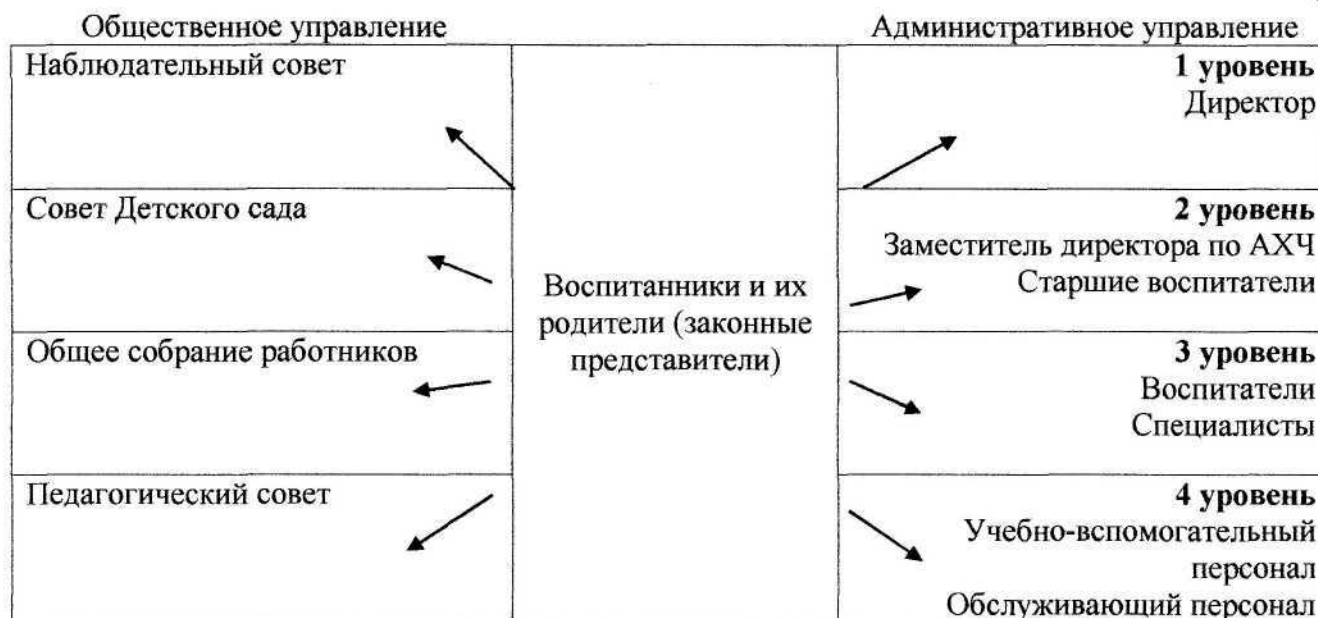 Общественное управление
Административное управление
Наблюдательный совет
1 уровень
Директор
Совет Детского сада
2 уровень
Заместитель директора по АХЧ
Старшие воспитатели
Воспитанники и их
родители (законные
представители)
Общее собрание работников
3 уровень
Воспитатели
Специалисты
Педагогический совет
4 уровень
Учебно-вспомогательный
персонал
Обслуживающий персонал